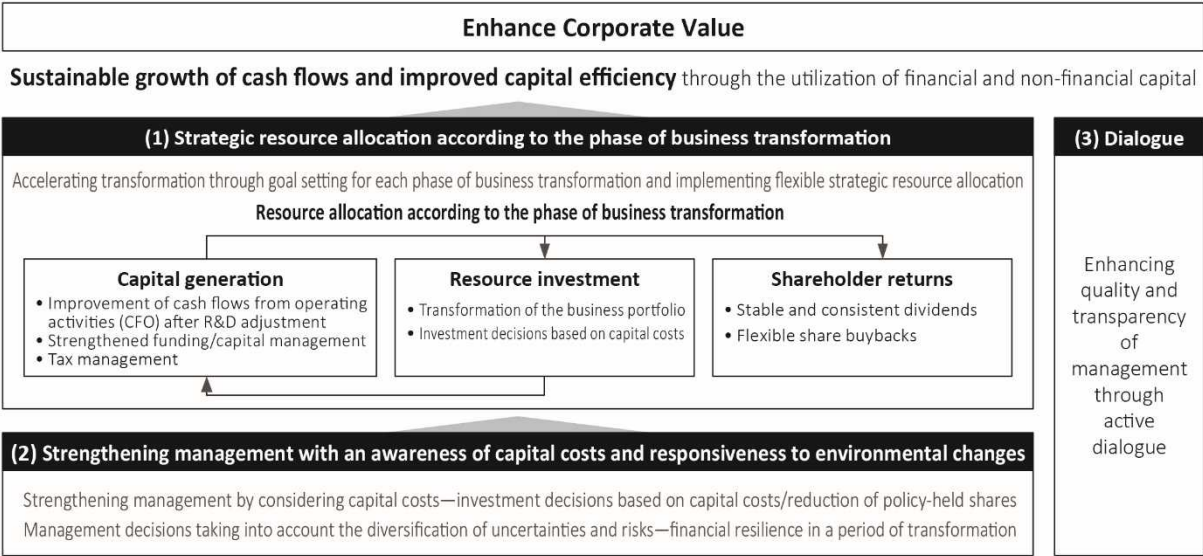 Enhance Corporate Value
Sustainable growth of cash flows and improved capital efficiency through the utilization of financial and non-financial capital
(1) Strategic resource allocation according to the phase of business transformation
Accelerating transformation through goal setting for each phase of business transformation and implementing flexible strategic resource allocation
Resource allocation according to the phase of business transformation
Capital generation
• Improvement of cash flows from operating
activities (CFO) after R&D adjustment
• Strengthened funding/capital management
• Tax management
Resource investment
• Transformation of the business portfolio
• Investment decisions based on capital costs
Shareholder returns
• Stable and consistent dividends
• Flexible share buybacks
(2) Strengthening management with an awareness of capital costs and responsiveness to environmental changes
Strengthening management by considering capital costs—investment decisions based on capital costs/reduction of policy-held shares
Management decisions taking into account the diversification of uncertainties and risks—financial resilience in a period of transformation
(3) Dialogue
Enhancing
quality and
transparency
of
management
through
active
dialogue